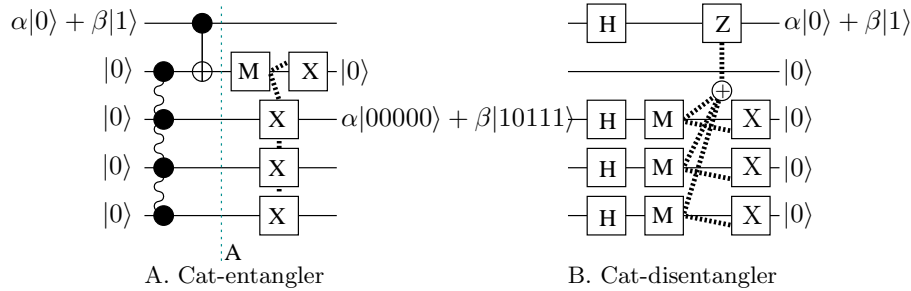 α|0⟩ + β|1⟩ H Z α|0⟩ + β|1⟩
|0⟩ M X |0⟩ |0⟩
|0⟩ X α|00000⟩ + β|10111⟩ H M X |0⟩
|0⟩ X H M X |0⟩
|0⟩ X H M X |0⟩
A
A. Cat-entangler B. Cat-disentangler